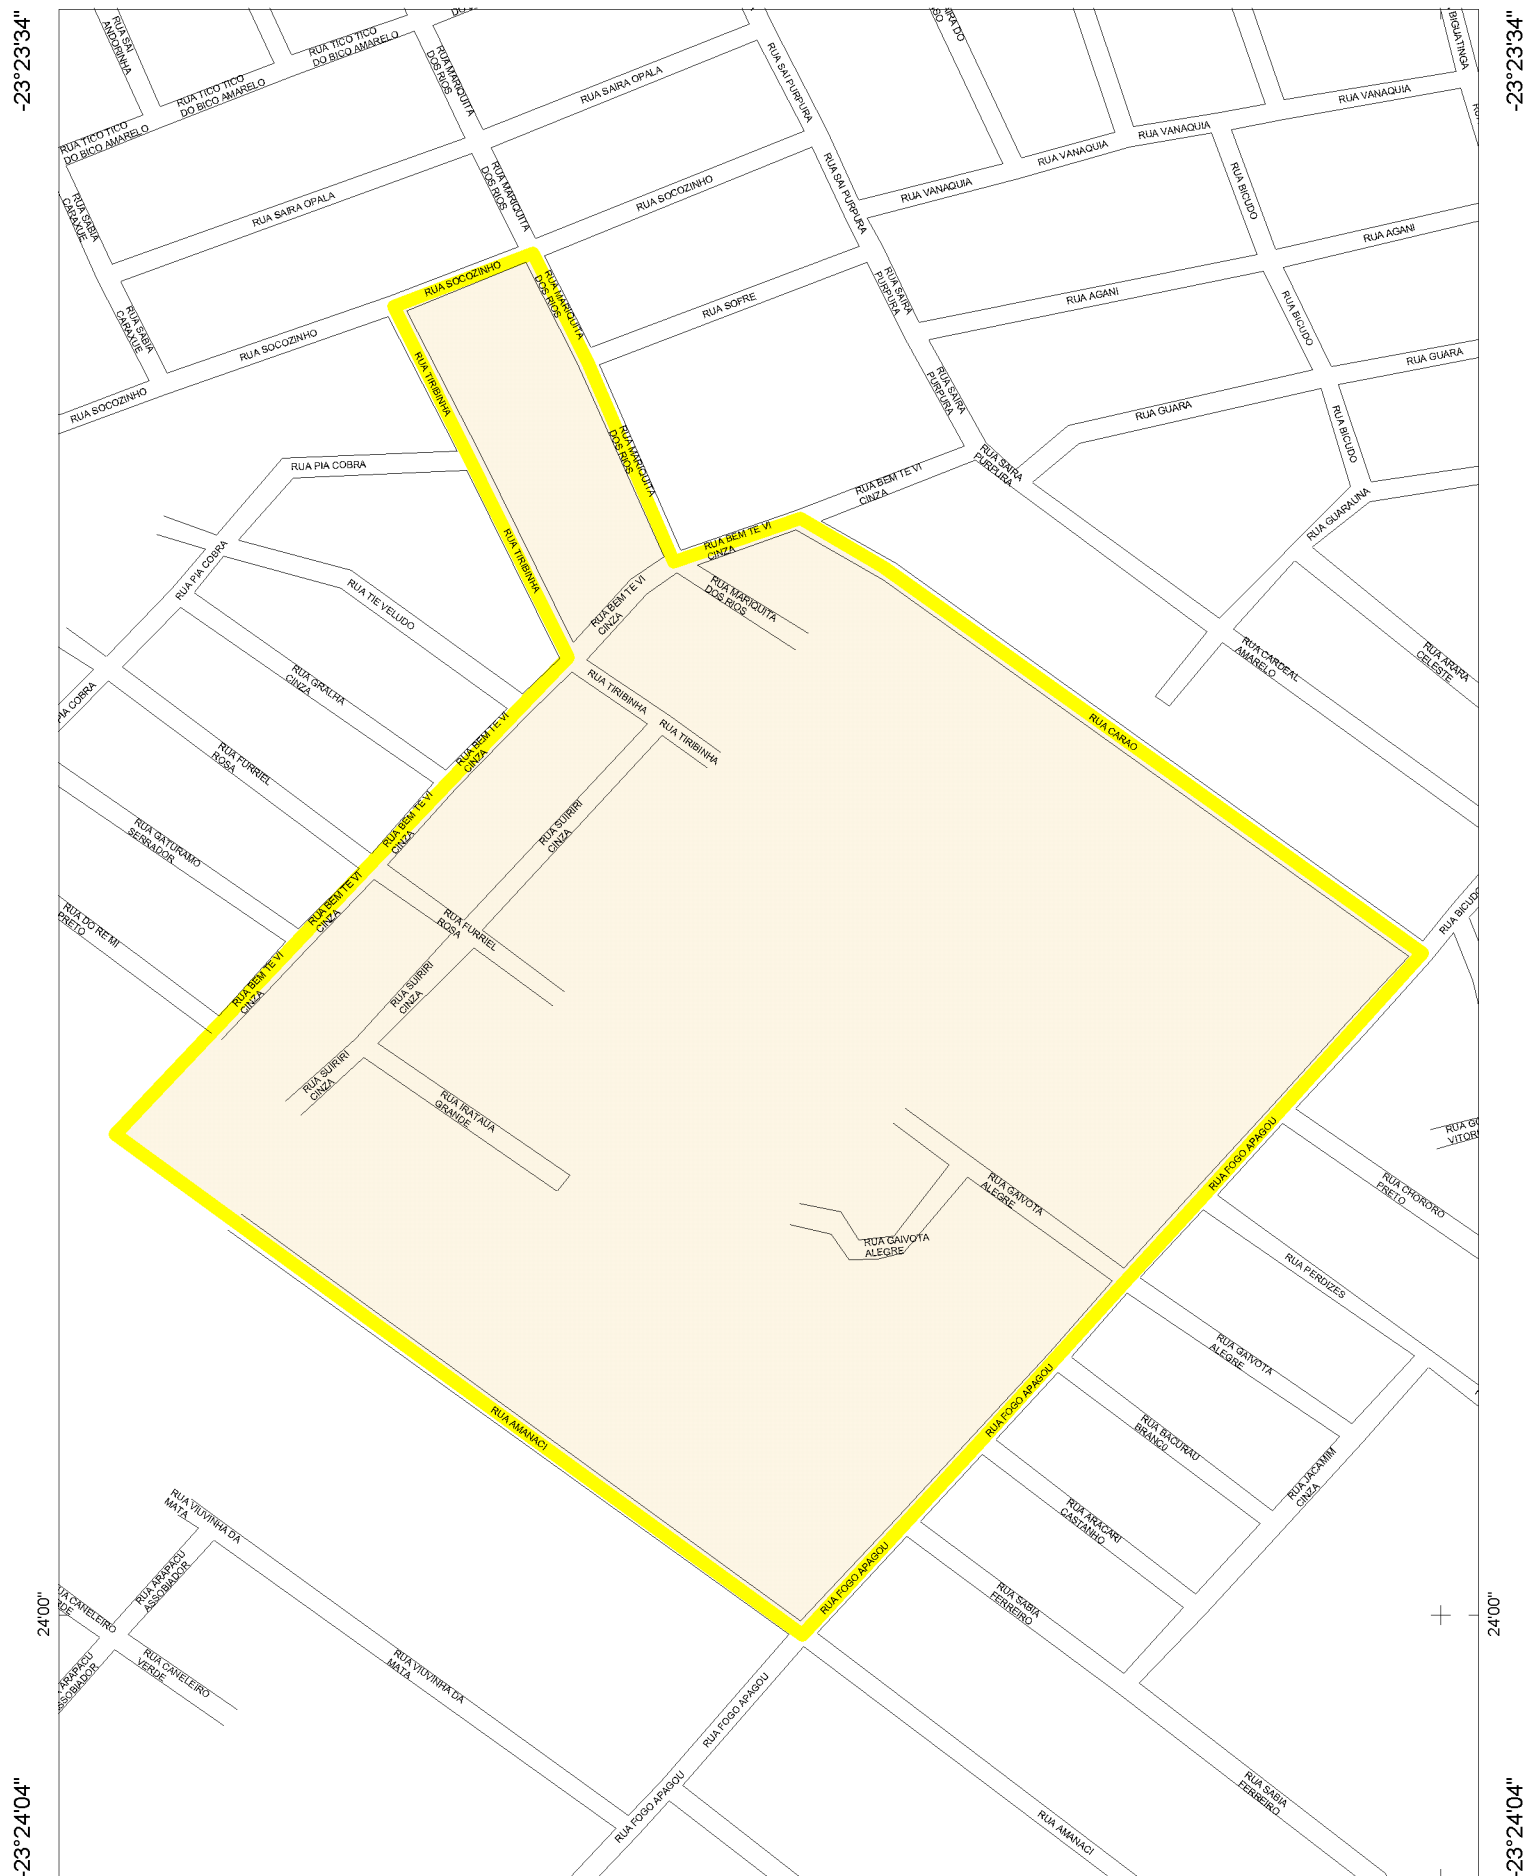 -23°23'34"
-23°23'34"
RUA SAI
ANDORINHA
RUA TICO TICO
DO BICO AMARELO
RUA TICO TICO
DO BICO AMARELO
RUA TICO TICO
DO BICO AMARELO
RUA MARIQUITA
DOS RIOS
RUA SAIRA OPALA
RUA SAI PURPURA
RUA VANAQUIA
RUA VANAQUIA
RUA VANAQUIA
RUA VANAQUIA
RUA MARIQUITA
DOS RIOS
RUA SOCOZINHO
RUA SAI PURPURA
RUA BICUDO
RUA SABIA
CARAXUE
RUA SAIRA OPALA
RUA AGANI
RUA SOCOZINHO
RUA MARIQUITA
DOS RIOS
RUA SAIRA
PURPURA
RUA AGANI
RUA SOFRE
RUA BICUDO
RUA SABIA
CARAXUE
RUA SOCOZINHO
RUA GUARA
RUA TIRIBINHA
RUA SAIRA
PURPURA
RUA SOCOZINHO
RUA GUARA
RUA BICUDO
RUA MARIQUITA
DOS RIOS
RUA PIA COBRA
RUA SAIRA
PURPURA
RUA BEM TE VI
CINZA
RUA GUARAUNA
RUA BEM TE VI
CINZA
RUA TIRIBINHA
RUA PIA COBRA
RUA TIE VELUDO
RUA BEM TE VI
CINZA
RUA MARIQUITA
DOS RIOS
RUA CARDEAL
AMARELO
RUA ARARA
CELESTE
RUA GRALHA
CINZA
RUA TIRIBINHA
PIA COBRA
RUA TIRIBINHA
RUA CARAO
RUA BEM TE VI
CINZA
RUA FURRIEL
ROSA
RUA BEM TE VI
CINZA
RUA SUIRIRI
CINZA
RUA GATURAMO
SERRADOR
RUA BEM TE VI
CINZA
RUA DO RE MI
PRETO
RUA FURRIEL
ROSA
RUA BICUDO
RUA BEM TE VI
CINZA
RUA SUIRIRI
CINZA
RUA SUIRIRI
CINZA
RUA IRATAUA
GRANDE
RUA FOGO APAGOU
RUA GAIVOTA
ALEGRE
RUA CHORORO
PRETO
RUA GAIVOTA
ALEGRE
RUA PERDIZES
RUA GAIVOTA
ALEGRE
RUA FOGO APAGOU
RUA AMANACI
RUA BACURAU
BRANCO
RUA JACAMIM
CINZA
RUA VIUVINHA DA
MATA
RUA ARACARI
CASTANHO
RUA FOGO APAGOU
RUA ARAPACU
ASSOBIADOR
RUA SABIA
FERREIRO
24'00"
24'00"
RUA CANELEIRO
VERDE
RUA VIUVINHA DA
MATA
RUA FOGO APAGOU
RUA SABIA
FERREIRO
RUA FOGO APAGOU
RUA AMANACI
-23°24'04"
-23°24'04"